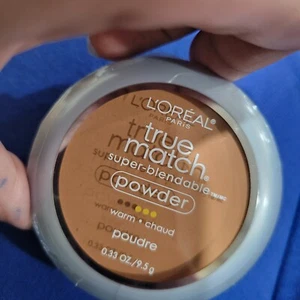 L'ORÉAL
PARIS
true
match
super-blendable
powder
warm • chaud
poudre
0.33 OZ./9.5 g